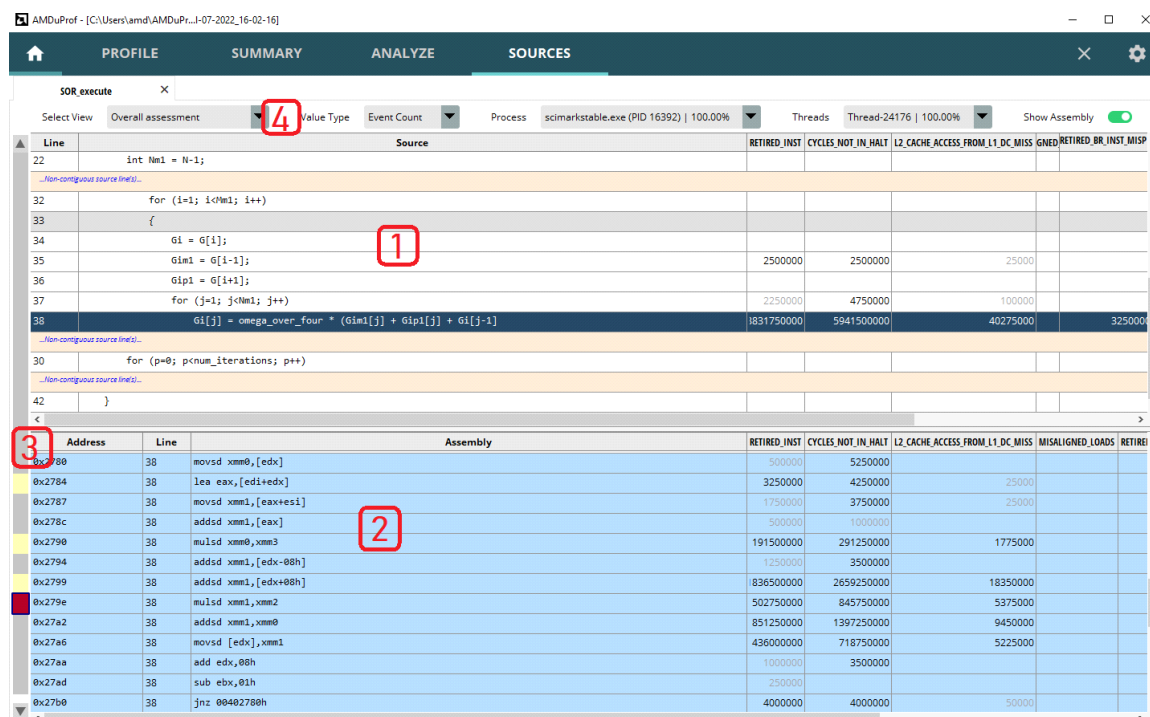 AMDuProf - [C:\Users\amd\AMDuPr...l-07-2022_16-02-16]
PROFILE SUMMARY ANALYZE SOURCES
SOR_execute
Select View Overall assessment 4 Value Type Event Count Process scimarkstable.exe (PID 16392) | 100.00% Threads Thread-24176 | 100.00% Show Assembly
Line Source RETIRED_INST CYCLES_NOT_IN_HALT L2_CACHE_ACCESS_FROM_L1_DC_MISS GNED RETIRED_BR_INST_MISP
22 int Nm1 = N-1;
...Non-contiguous source line(s)...
32 for (i=1; i<Mm1; i++)
33 {
34 Gi = G[i];
1
35 Gim1 = G[i-1]; 2500000 2500000 25000
36 Gip1 = G[i+1];
37 for (j=1; j<Nm1; j++) 2250000 4750000 100000
38 Gi[j] = omega_over_four * (Gim1[j] + Gip1[j] + Gi[j-1] 831750000 5941500000 40275000 325000
...Non-contiguous source line(s)...
30 for (p=0; p<num_iterations; p++)
...Non-contiguous source line(s)...
42 }
3 Address Line Assembly RETIRED_INST CYCLES_NOT_IN_HALT L2_CACHE_ACCESS_FROM_L1_DC_MISS MISALIGNED_LOADS RETIRE
0x2780 38 movsd xmm0,[edx] 500000 5250000
0x2784 38 lea eax,[edi+edx] 3250000 4250000 25000
0x2787 38 movsd xmm1,[eax+esi] 1750000 3750000 25000
0x278c 38 addsd xmm1,[eax] 500000 1000000
2
0x2790 38 mulsd xmm0,xmm3 191500000 291250000 1775000
0x2794 38 addsd xmm1,[edx-08h] 1250000 3500000
0x2799 38 addsd xmm1,[edx+08h] 836500000 2659250000 18350000
0x279e 38 mulsd xmm1,xmm2 502750000 845750000 5375000
0x27a2 38 addsd xmm1,xmm0 851250000 1397250000 9450000
0x27a6 38 movsd [edx],xmm1 436000000 718750000 5225000
0x27aa 38 add edx,08h 1000000 3500000
0x27ad 38 sub ebx,01h 250000
0x27b0 38 jnz 00402780h 4000000 4000000 50000